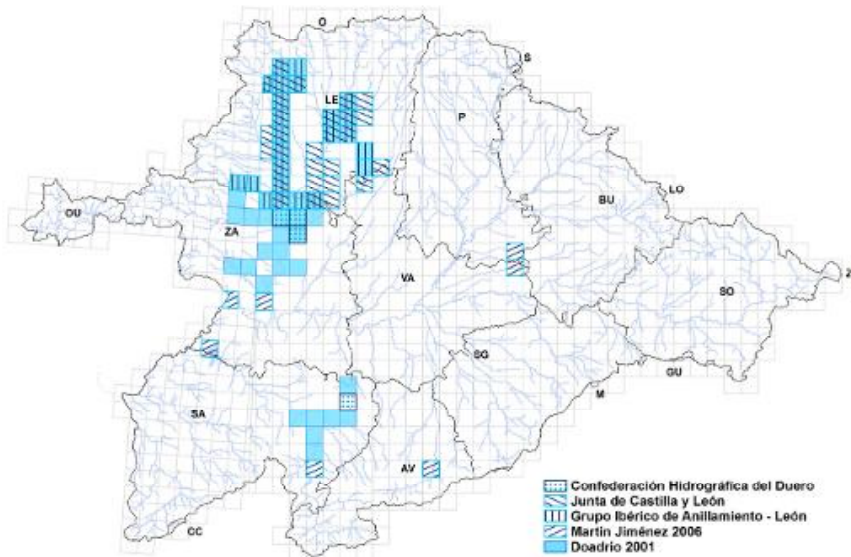 O
S
LE
P
BU
LO
OU
ZA
VA
SO
Z
SG
GU
SA
M
AV
CC
Confederación Hidrográfica del Duero
Junta de Castilla y León
Grupo Ibérico de Anillamiento - León
Martin Jiménez 2006
Doadrio 2001